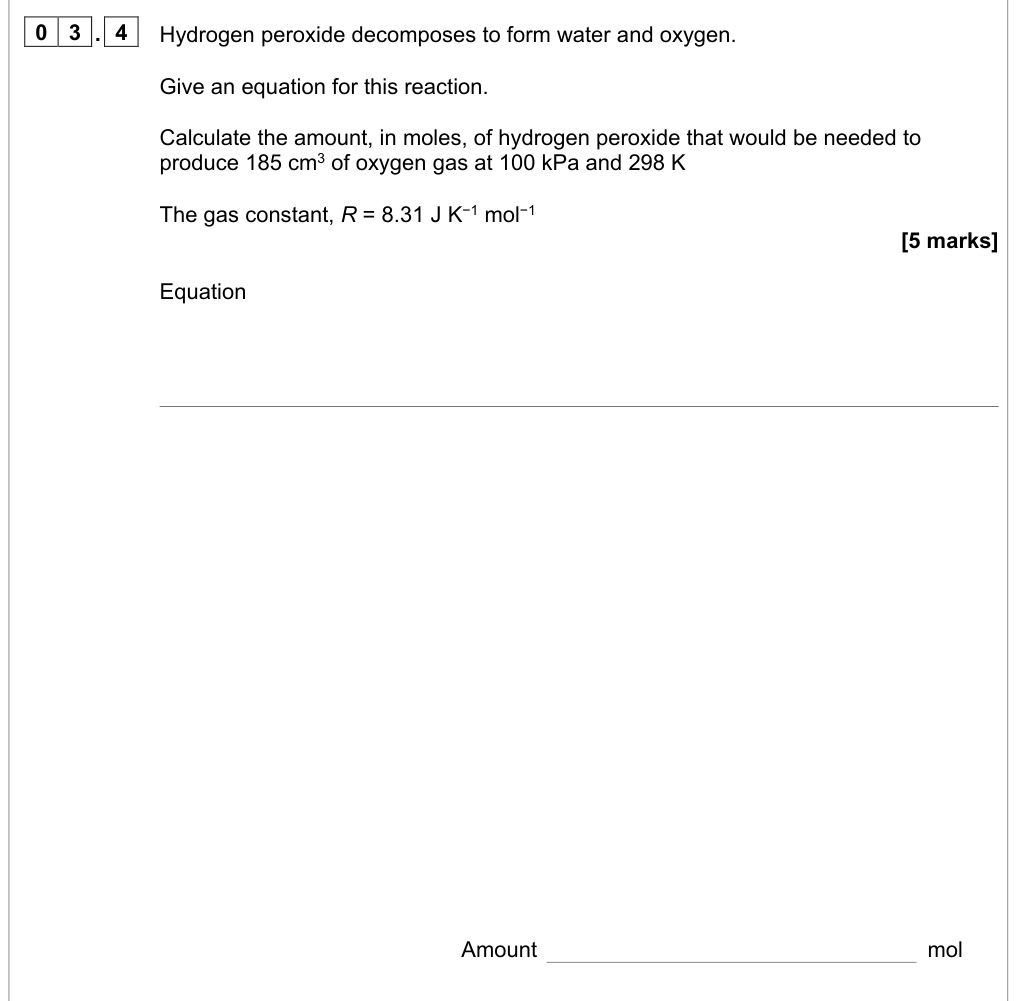 03.4 Hydrogen peroxide decomposes to form water and oxygen.
Give an equation for this reaction.
Calculate the amount, in moles, of hydrogen peroxide that would be needed to
produce 185 cm³ of oxygen gas at 100 kPa and 298 K
The gas constant, R = 8.31 J K⁻¹ mol⁻¹
[5 marks]
Equation
Amount mol